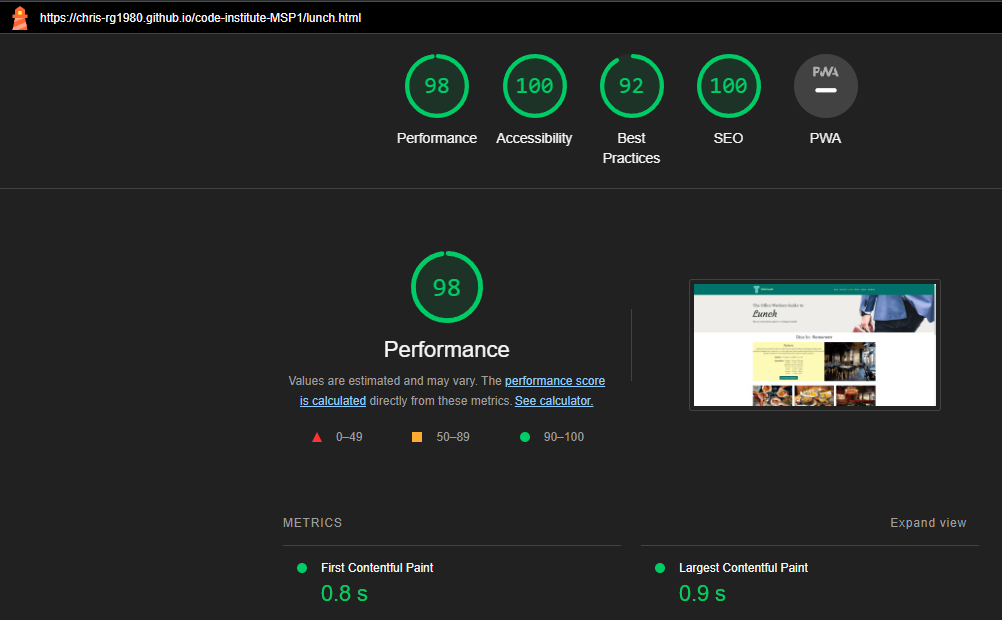 https://chris-rg1980.github.io/code-institute-MSP1/lunch.html
98
100
92
100
PWA
Performance
Accessibility
Best
Practices
SEO
PWA
98
Performance
Values are estimated and may vary. The performance score
is calculated directly from these metrics. See calculator.
0–49
50–89
90–100
The Office Workers Guide to
Lunch
METRICS
Expand view
First Contentful Paint
0.8 s
Largest Contentful Paint
0.9 s